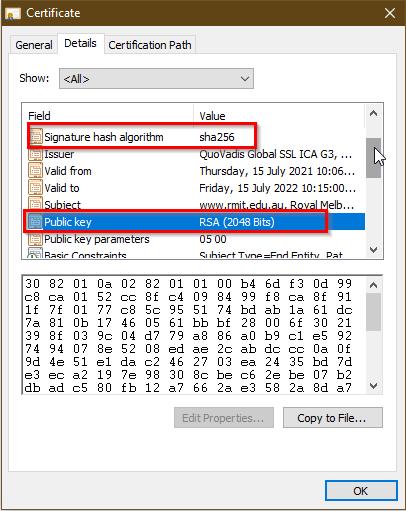 Certificate
General Details Certification Path
Show: <All>
Field Value
Signature hash algorithm sha256
Issuer QuoVadis Global SSL ICA G3, ...
Valid from Thursday, 15 July 2021 10:06...
Valid to Friday, 15 July 2022 10:15:00...
Subject www.rmit.edu.au, Royal Melb...
Public key RSA (2048 Bits)
Public key parameters 05 00
Basic Constraints Subject Type=End Entity, Pat...
30 82 01 0a 02 82 01 01 00 b4 6d f3 0d 99
c8 ca 01 52 cc 8f c4 09 84 99 f8 ca 8f 91
1f 7f 01 77 c8 5c 95 51 74 bd ab 1a 61 dc
7a 81 0b 17 46 05 61 bb bf 28 00 6f 30 21
39 8f 03 9c 04 d7 79 a8 86 a0 b9 c1 e5 92
74 94 07 8e 52 08 ed ae 2c ab dc cc 0a 0f
9d 4e 51 e1 da c2 46 27 03 ea 24 35 bd 7d
e3 ec a2 19 7e 98 30 8c bc c6 2e be 07 b2
db ad c5 80 fb 12 a7 66 2a e3 58 2a 8d a7
Edit Properties... Copy to File...
OK